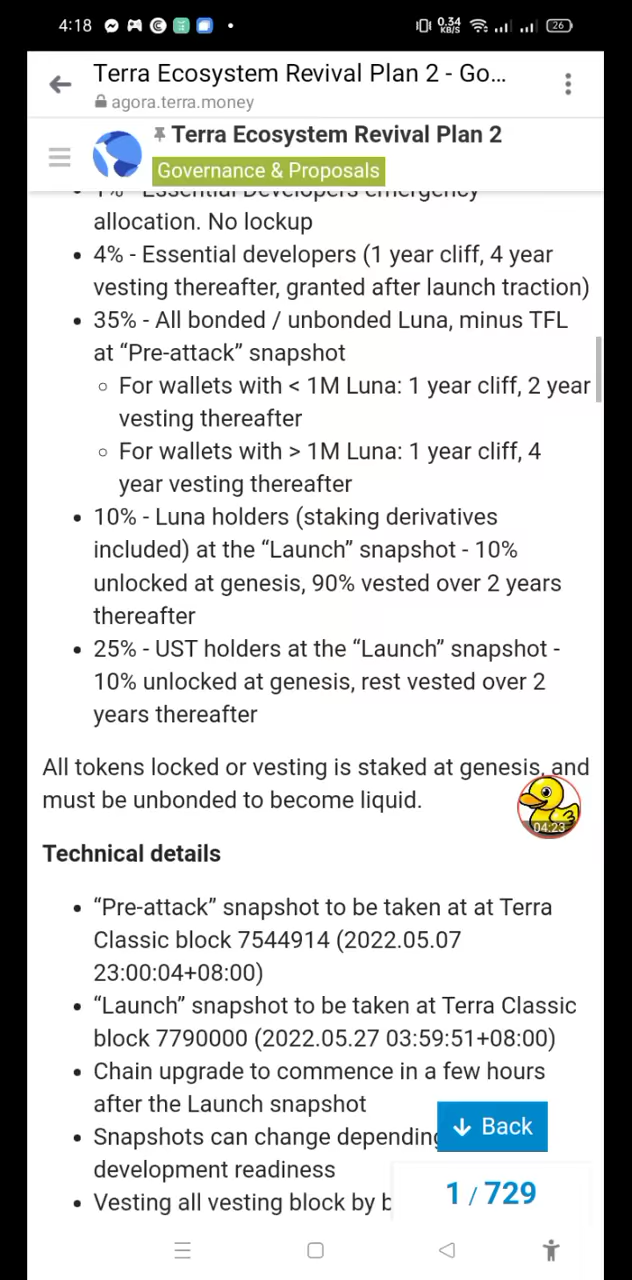 4:18
0.34
KB/S
26
Terra Ecosystem Revival Plan 2 - Go...
agora.terra.money
Terra Ecosystem Revival Plan 2
Governance & Proposals
• 1% - Essential Developers emergency
allocation. No lockup
• 4% - Essential developers (1 year cliff, 4 year
vesting thereafter, granted after launch traction)
• 35% - All bonded / unbonded Luna, minus TFL
at “Pre-attack” snapshot
○ For wallets with < 1M Luna: 1 year cliff, 2 year
vesting thereafter
○ For wallets with > 1M Luna: 1 year cliff, 4
year vesting thereafter
• 10% - Luna holders (staking derivatives
included) at the “Launch” snapshot - 10%
unlocked at genesis, 90% vested over 2 years
thereafter
• 25% - UST holders at the “Launch” snapshot -
10% unlocked at genesis, rest vested over 2
years thereafter
All tokens locked or vesting is staked at genesis, and
must be unbonded to become liquid.
04:23
Technical details
• “Pre-attack” snapshot to be taken at at Terra
Classic block 7544914 (2022.05.07
23:00:04+08:00)
• “Launch” snapshot to be taken at Terra Classic
block 7790000 (2022.05.27 03:59:51+08:00)
• Chain upgrade to commence in a few hours
after the Launch snapshot
• Snapshots can change depending
development readiness
Back
• Vesting all vesting block by b
1 / 729